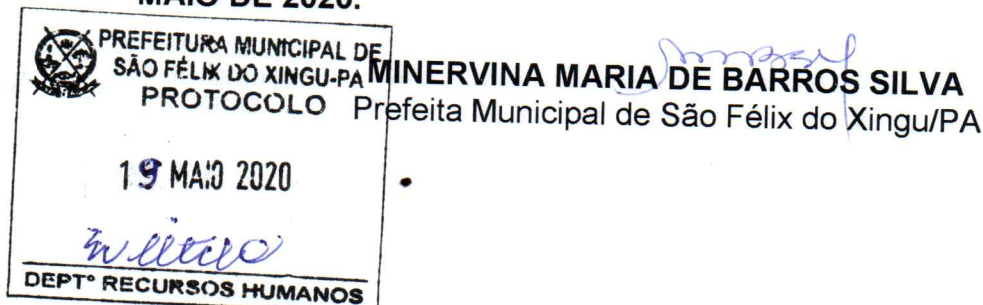 MAIO DE 2020.
PREFEITURA MUNICIPAL DE
SÃO FÉLIX DO XINGU-PA
PROTOCOLO
19 MAIO 2020
DEPTº RECURSOS HUMANOS
MINERVINA MARIA DE BARROS SILVA
Prefeita Municipal de São Félix do Xingu/PA